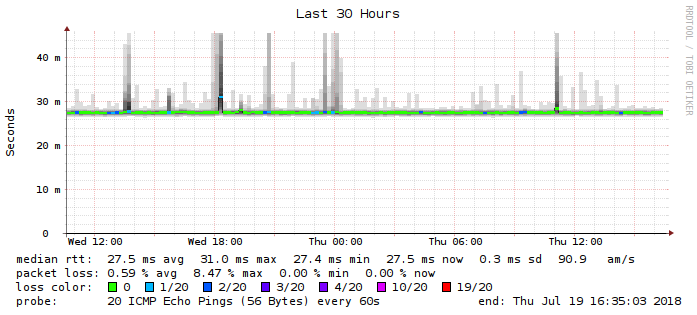 Last 30 Hours
RRDTOOL / TOBI OETIKER
Seconds
40 m
30 m
20 m
10 m
0
Wed 12:00 Wed 18:00 Thu 00:00 Thu 06:00 Thu 12:00
median rtt: 27.5 ms avg 31.0 ms max 27.4 ms min 27.5 ms now 0.3 ms sd 90.9 am/s
packet loss: 0.59 % avg 8.47 % max 0.00 % min 0.00 % now
loss color: 0 1/20 2/20 3/20 4/20 10/20 19/20
probe: 20 ICMP Echo Pings (56 Bytes) every 60s end: Thu Jul 19 16:35:03 2018